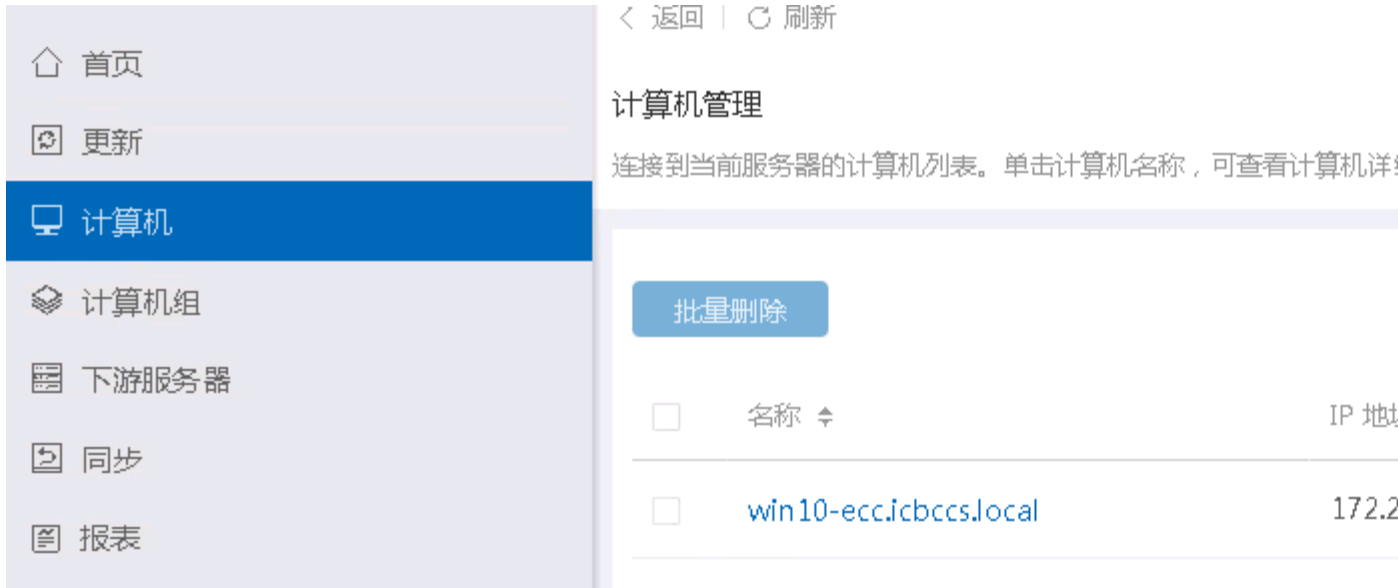 返回 | 刷新
首页
更新
计算机
计算机组
下游服务器
同步
报表
计算机管理
连接到当前服务器的计算机列表。单击计算机名称，可查看计算机详
批量删除
名称 IP 地
win10-ecc.icbccs.local 172.2